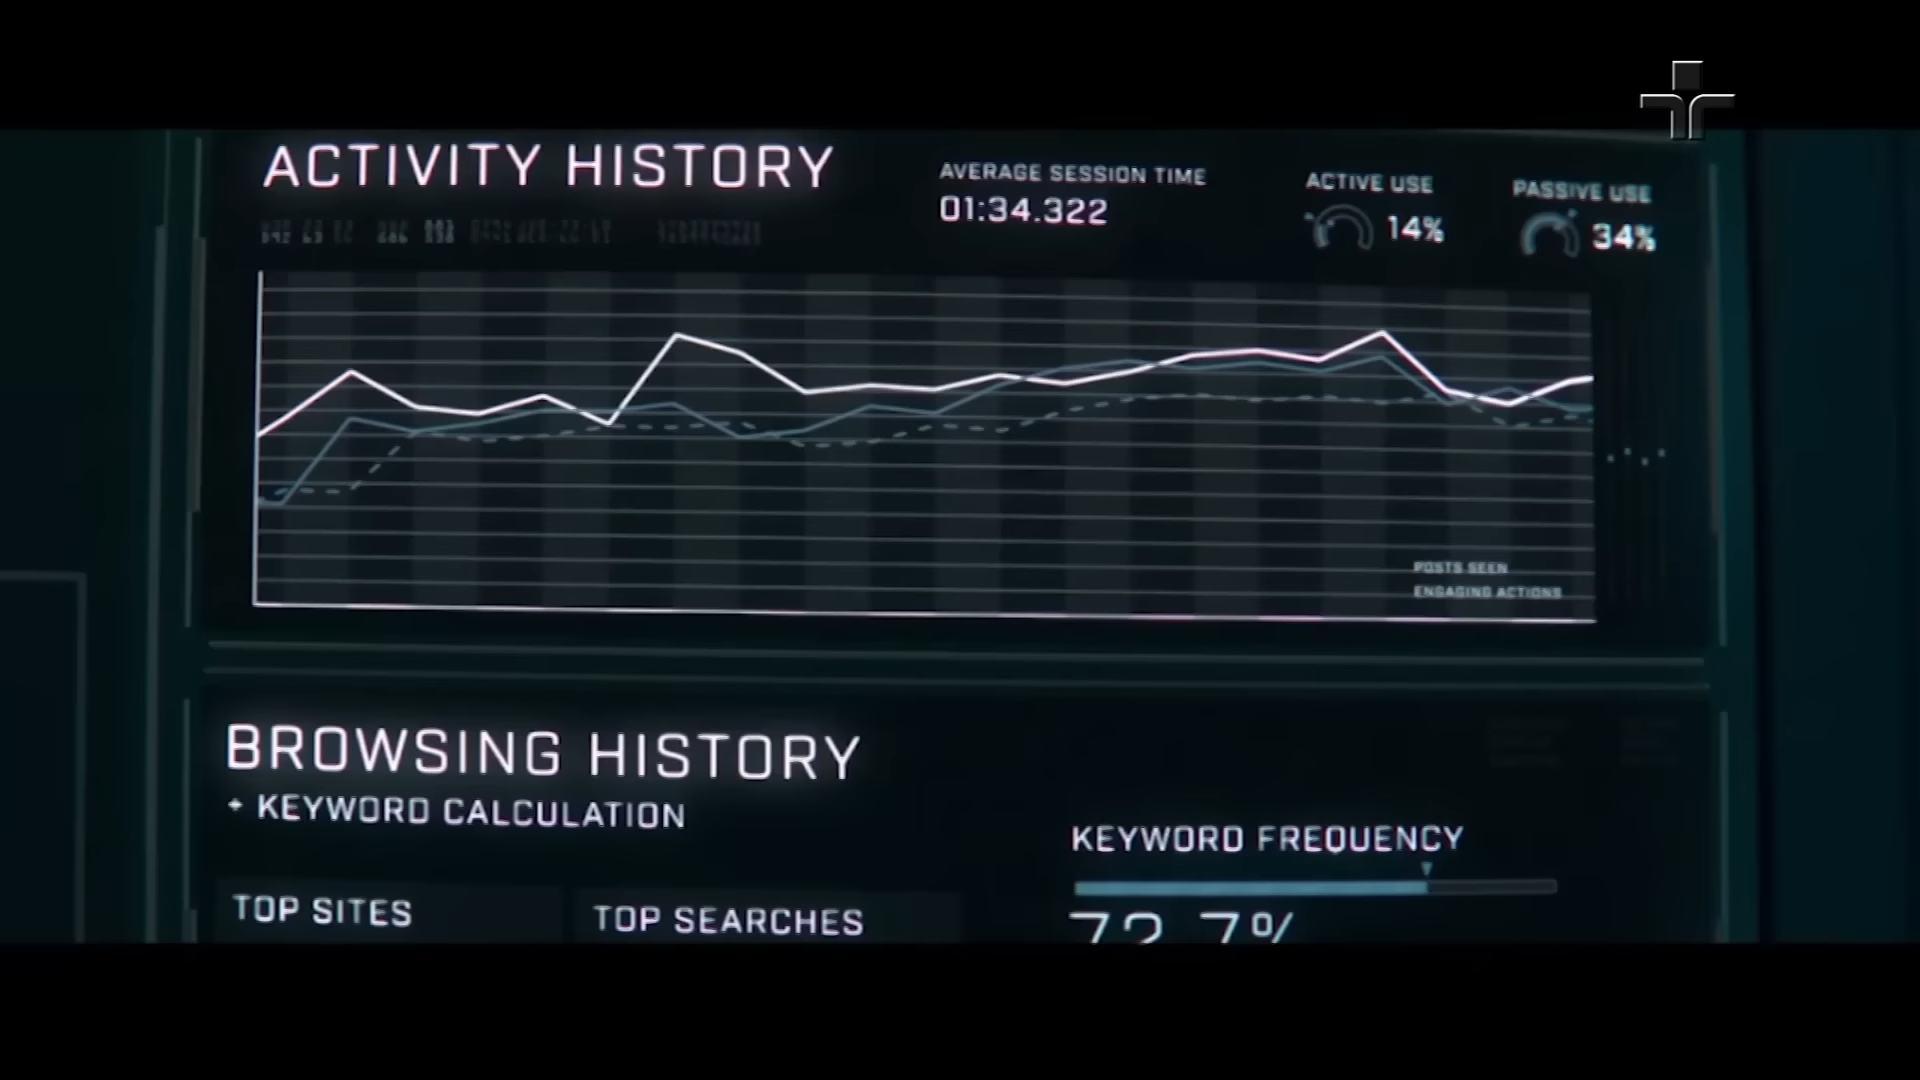 ACTIVITY HISTORY
AVERAGE SESSION TIME
01:34.322
ACTIVE USE
14%
PASSIVE USE
34%
POSTS SEEN
ENGAGING ACTIONS
BROWSING HISTORY
+ KEYWORD CALCULATION
TOP SITES
TOP SEARCHES
KEYWORD FREQUENCY